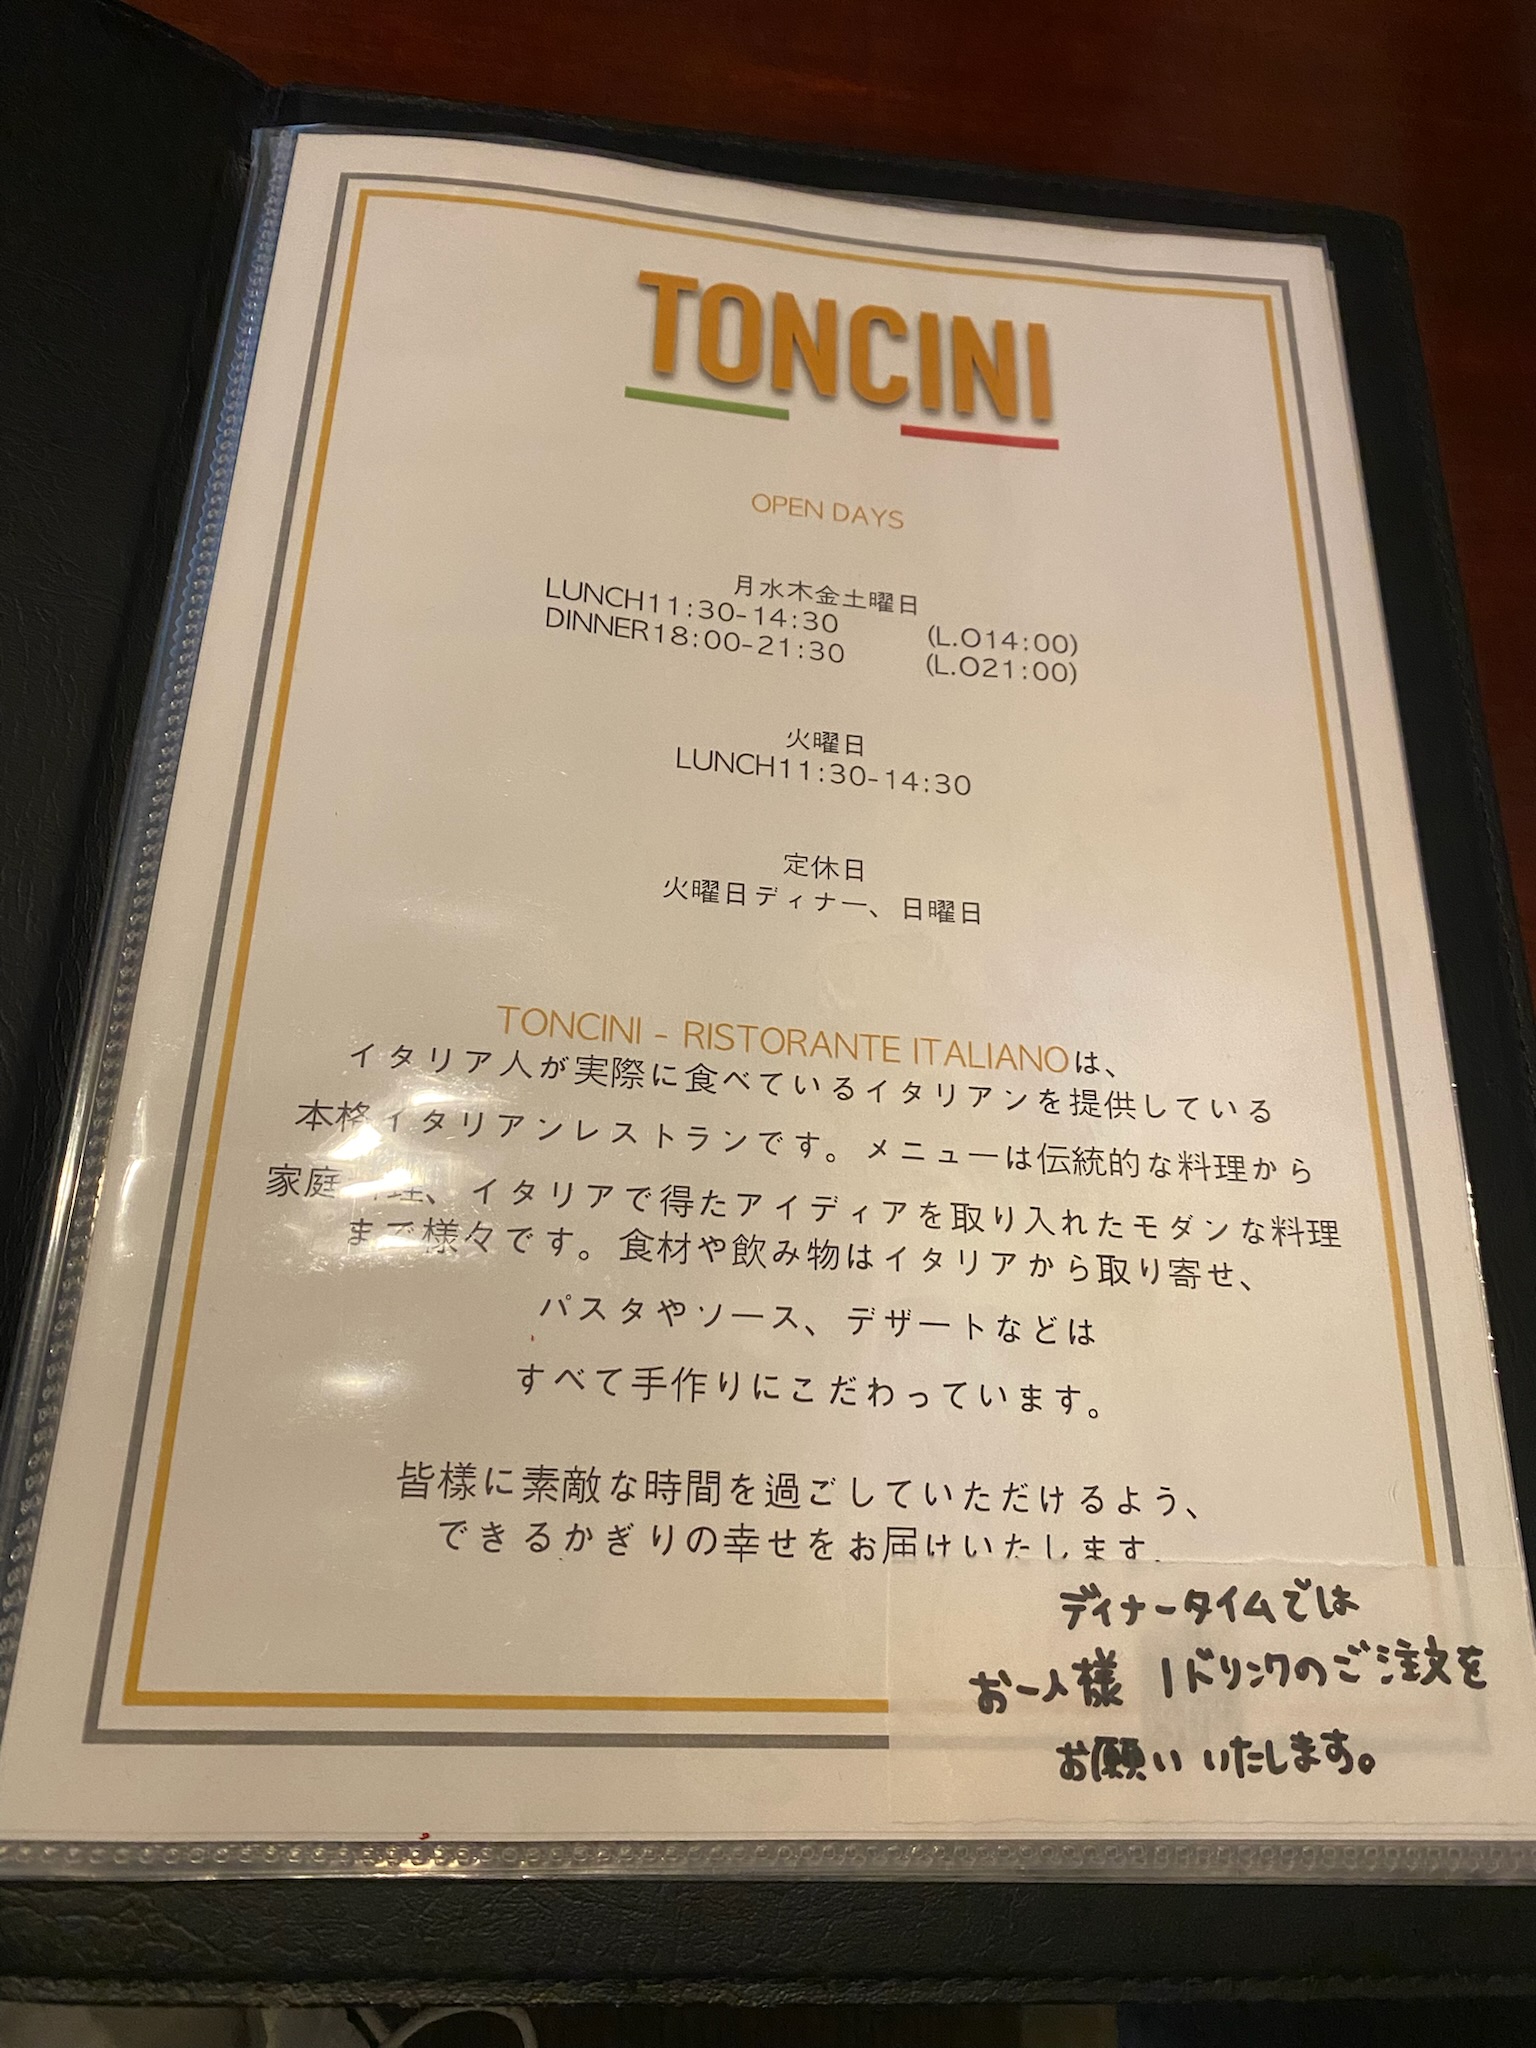 TONCINI
OPEN DAYS
月水木金土曜日
LUNCH11:30-14:30 (L.O14:00)
DINNER18:00-21:30 (L.O21:00)
火曜日
LUNCH11:30-14:30
定休日
火曜日ディナー、日曜日
TONCINI - RISTORANTE ITALIANOは、
イタリア人が実際に食べているイタリアンを提供している
本格イタリアンレストランです。メニューは伝統的な料理から
家庭料理、イタリアで得たアイディアを取り入れたモダンな料理
まで様々です。食材や飲み物はイタリアから取り寄せ、
パスタやソース、デザートなどは
すべて手作りにこだわっています。
皆様に素敵な時間を過ごしていただけるよう、
できるかぎりの幸せをお届けいたします。
ディナータイムでは
お一人様 1ドリンクのご注文を
お願いいたします。